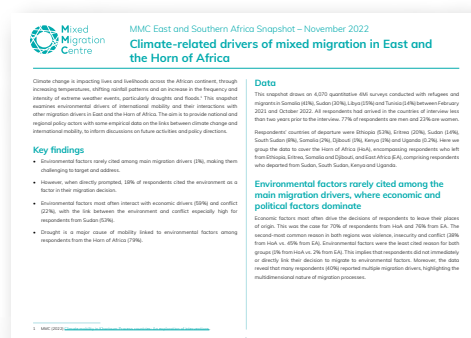 Mixed
Migration
Centre
MMC East and Southern Africa Snapshot – November 2022
Climate-related drivers of mixed migration in East and
the Horn of Africa
Climate change is impacting lives and livelihoods across the African continent, through
increasing temperatures, shifting rainfall patterns and an increase in the frequency and
intensity of extreme weather events, particularly droughts and floods.¹ This snapshot
examines environmental drivers of international mobility and their interactions with
other migration drivers in East and the Horn of Africa. The aim is to provide national and
regional policy actors with some empirical data on the links between climate change and
international mobility, to inform discussions on future activities and policy directions.
Key findings
• Environmental factors rarely cited among main migration drivers (1%), making them
challenging to target and address.
• However, when directly prompted, 18% of respondents cited the environment as a
factor in their migration decision.
• Environmental factors most often interact with economic drivers (59%) and conflict
(22%), with the link between the environment and conflict especially high for
respondents from Sudan (53%).
• Drought is a major cause of mobility linked to environmental factors among
respondents from the Horn of Africa (79%).
1 MMC (2022)
Data
This snapshot draws on 4,070 quantitative 4Mi surveys conducted with refugees and
migrants in Somalia (41%), Sudan (30%), Libya (15%) and Tunisia (14%) between February
2021 and October 2022. All respondents had arrived in the country of interview less
than two years prior to the interview. 77% of respondents are men and 23% are women.
Respondents' countries of departure were Ethiopia (53%), Eritrea (20%), Sudan (14%),
South Sudan (8%), Somalia (2%), Djibouti (1%), Kenya (1%) and Uganda (0.2%). Here we
group the data to cover the Horn of Africa (HoA), encompassing respondents who left
from Ethiopia, Eritrea, Somalia and Djibouti, and East Africa (EA), comprising respondents
who departed from Sudan, South Sudan, Kenya and Uganda.
Environmental factors rarely cited among the
main migration drivers, where economic and
political factors dominate
Economic factors most often drive the decisions of respondents to leave their places
of origin. This was the case for 70% of respondents from HoA and 76% from EA. The
second-most common reason in both regions was violence, insecurity and conflict (38%
from HoA vs. 45% from EA). Environmental factors were the least cited reason for both
groups (1% from HoA vs. 2% from EA). This implies that respondents did not immediately
or directly link their decision to migrate to environmental factors. Moreover, the data
reveal that many respondents (40%) reported multiple migration drivers, highlighting the
multidimensional nature of migration processes.